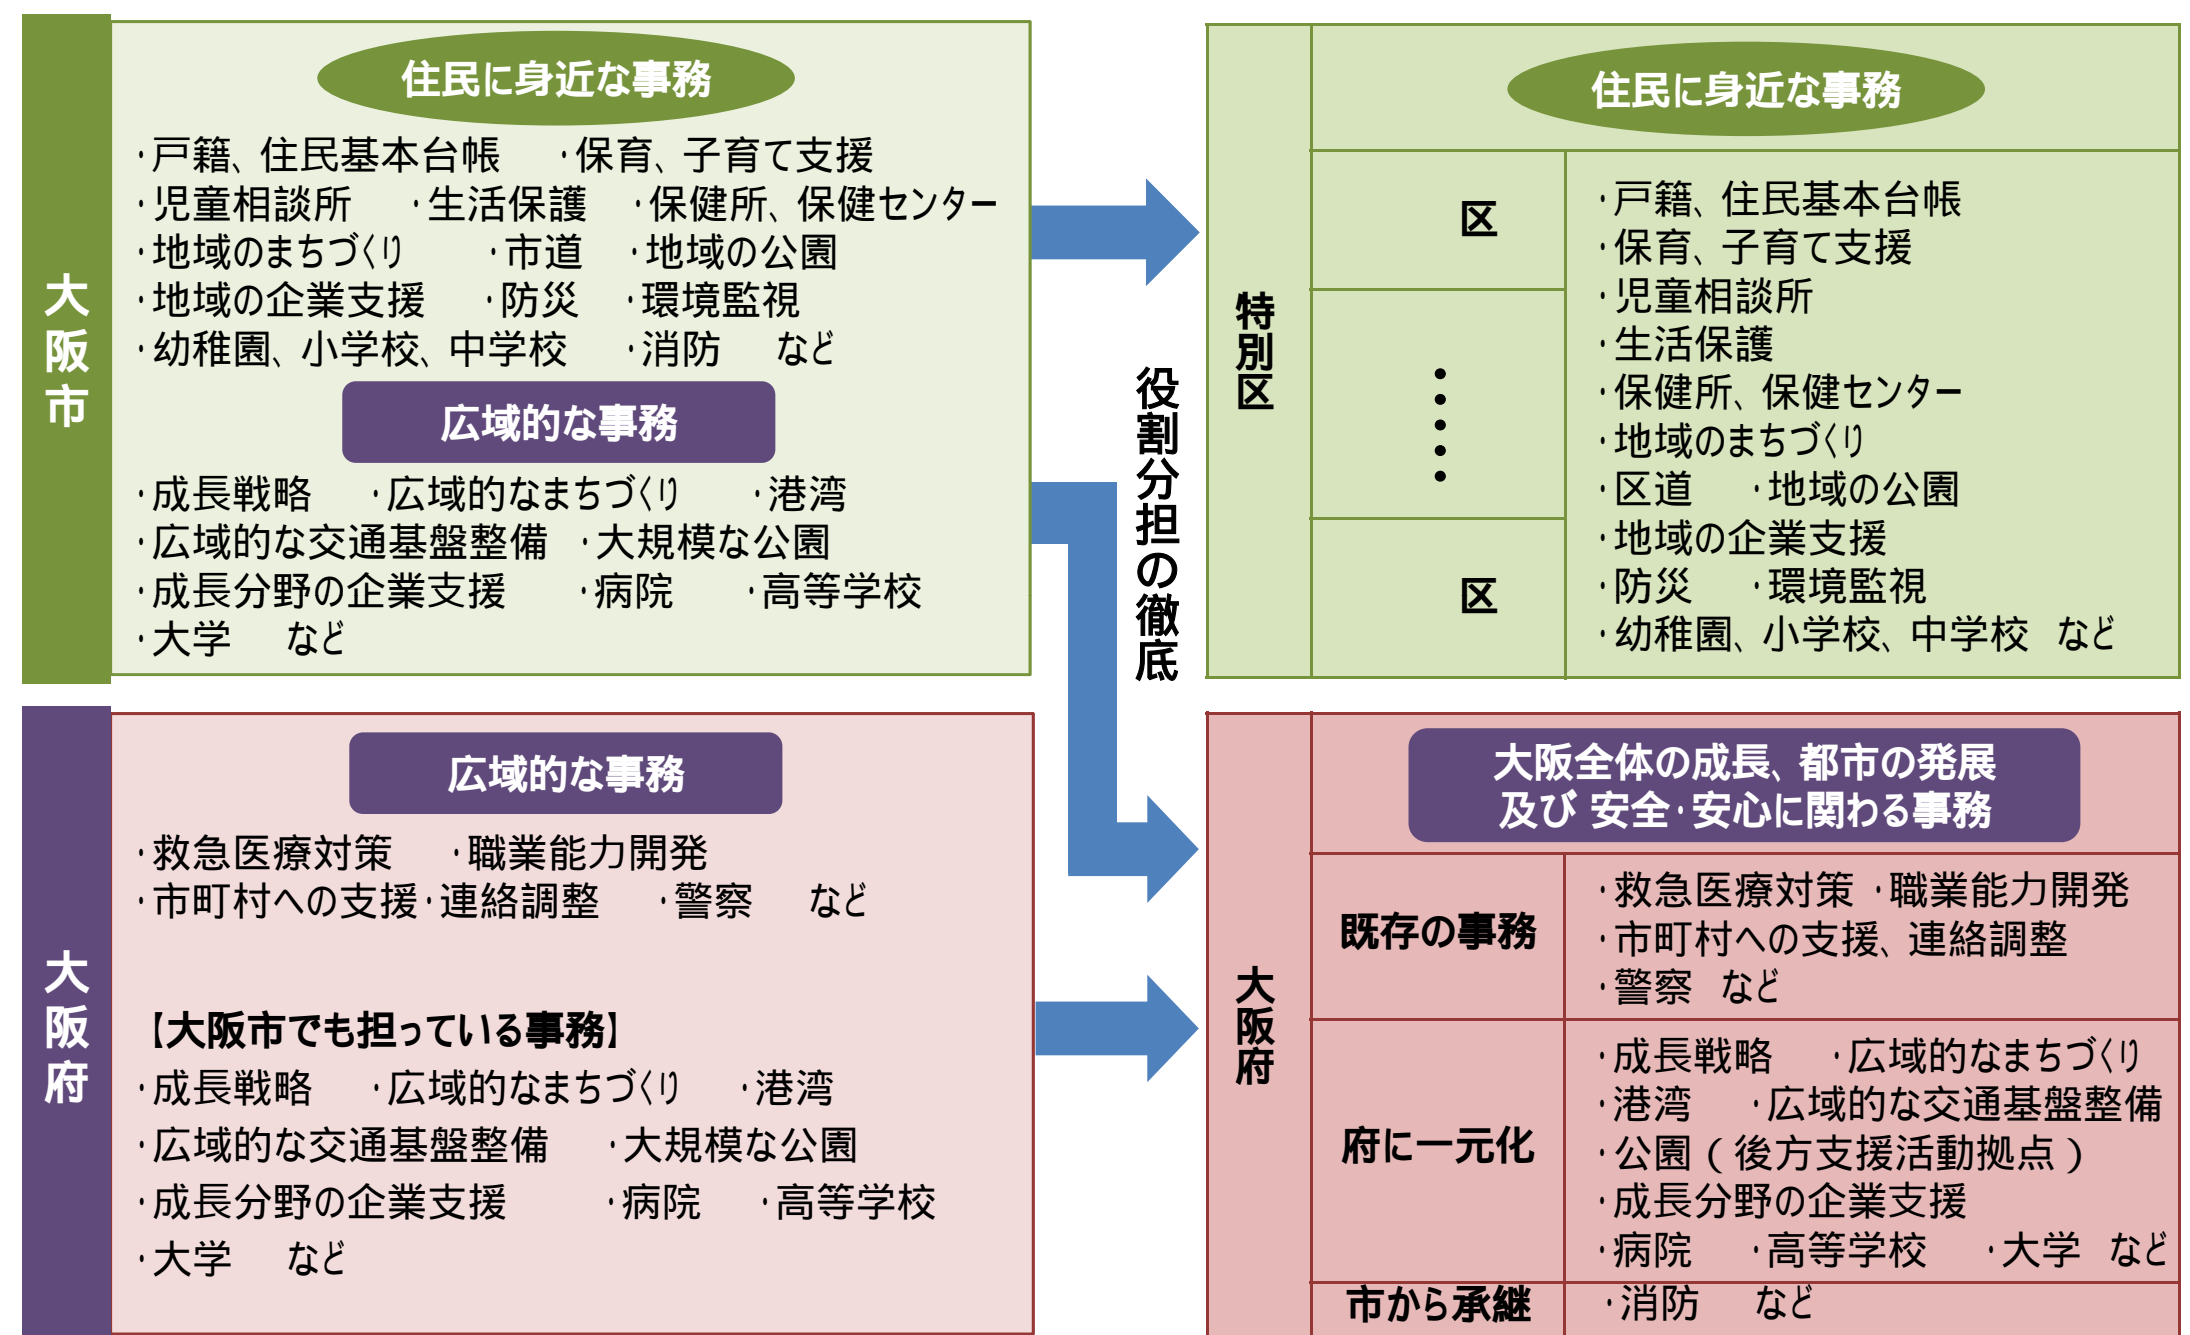 大阪市
住民に身近な事務
・戸籍、住民基本台帳　・保育、子育て支援
・児童相談所　・生活保護　・保健所、保健センター
・地域のまちづくり　・市道　・地域の公園
・地域の企業支援　・防災　・環境監視
・幼稚園、小学校、中学校　・消防　など
広域的な事務
・成長戦略　・広域的なまちづくり　・港湾
・広域的な交通基盤整備　・大規模な公園
・成長分野の企業支援　・病院　・高等学校
・大学　など
大阪府
広域的な事務
・救急医療対策　・職業能力開発
・市町村への支援・連絡調整　・警察　など
【大阪市でも担っている事務】
・成長戦略　・広域的なまちづくり　・港湾
・広域的な交通基盤整備　・大規模な公園
・成長分野の企業支援　・病院　・高等学校
・大学　など
役割分担の徹底
特別区
住民に身近な事務
区
区
・戸籍、住民基本台帳
・保育、子育て支援
・児童相談所
・生活保護
・保健所、保健センター
・地域のまちづくり
・区道　・地域の公園
・地域の企業支援
・防災　・環境監視
・幼稚園、小学校、中学校　など
大阪府
大阪全体の成長、都市の発展
及び 安全・安心に関わる事務
既存の事務
・救急医療対策　・職業能力開発
・市町村への支援、連絡調整
・警察　など
府に一元化
・成長戦略　・広域的なまちづくり
・港湾　・広域的な交通基盤整備
・公園（後方支援活動拠点）
・成長分野の企業支援
・病院　・高等学校　・大学　など
市から承継
・消防　など